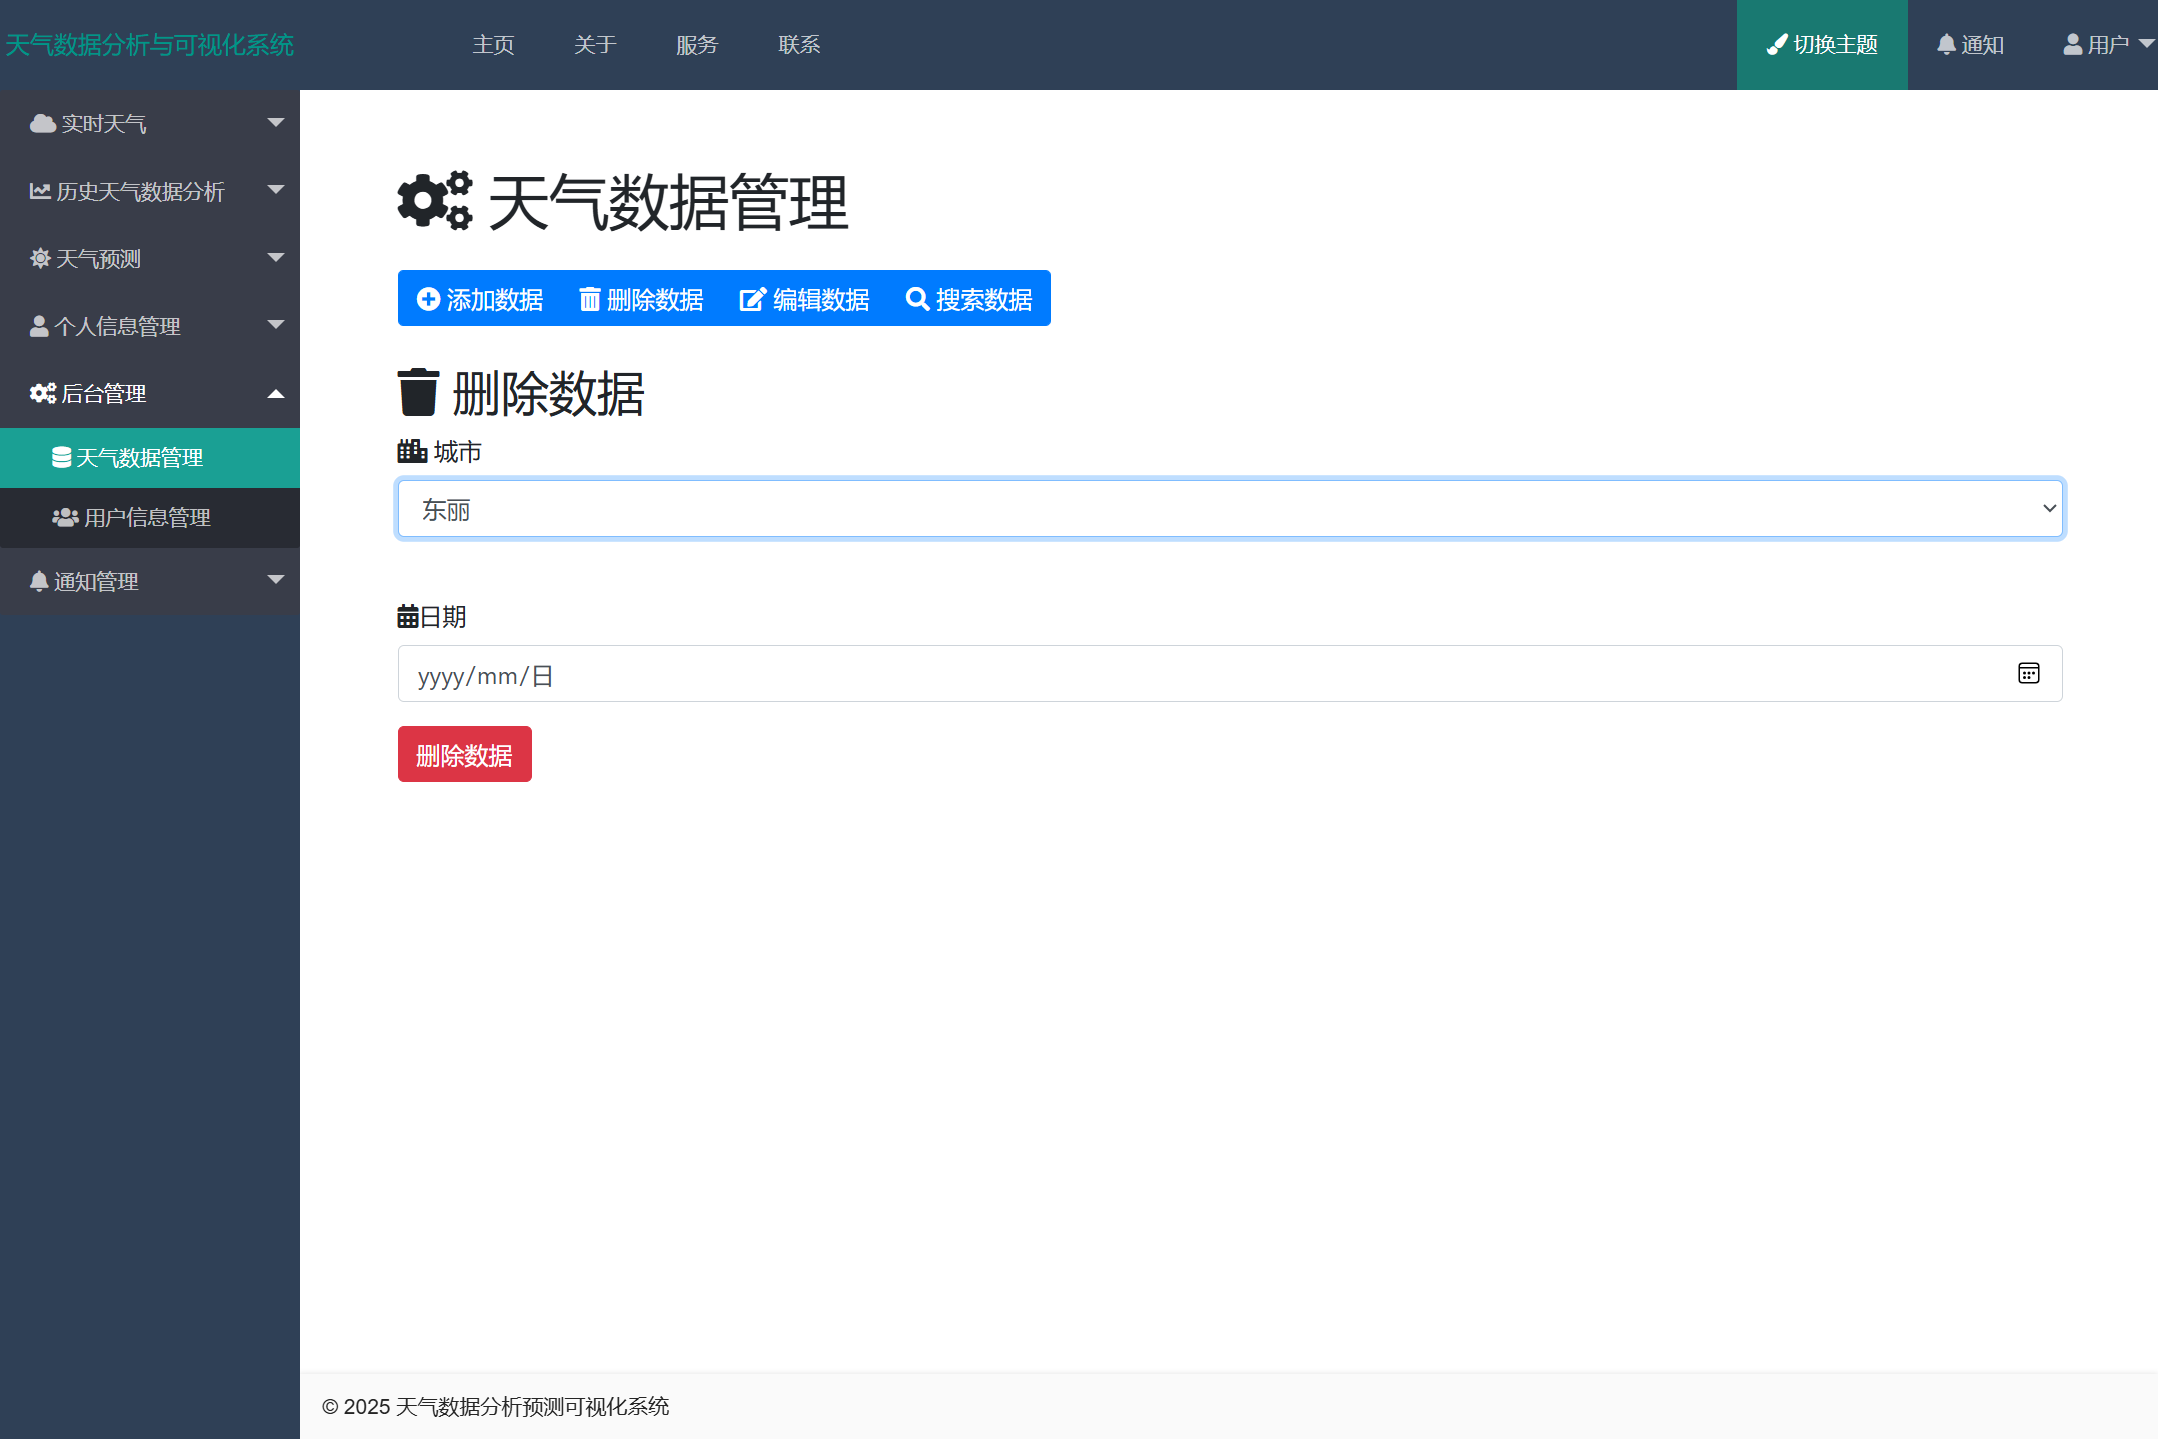 天气数据分析与可视化系统
主页 关于 服务 联系
切换主题 通知 用户
实时天气
历史天气数据分析
天气预测
个人信息管理
后台管理
天气数据管理
用户信息管理
通知管理
天气数据管理
添加数据 删除数据 编辑数据 搜索数据
删除数据
城市
东丽
日期
yyyy/mm/日
删除数据
© 2025 天气数据分析预测可视化系统